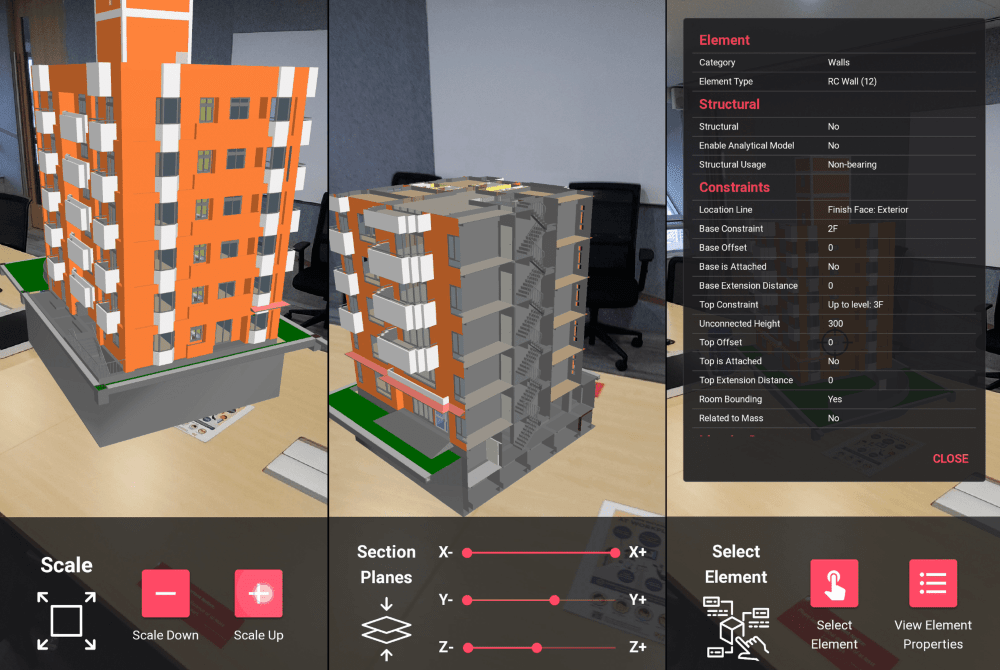 Scale
Scale Down
Scale Up
Section
Planes
X- X+
Y- Y+
Z- Z+
Element
Category Walls
Element Type RC Wall (12)
Structural
Structural No
Enable Analytical Model No
Structural Usage Non-bearing
Constraints
Location Line Finish Face: Exterior
Base Constraint 2F
Base Offset 0
Base is Attached No
Base Extension Distance 0
Top Constraint Up to level: 3F
Unconnected Height 300
Top Offset 0
Top is Attached No
Top Extension Distance 0
Room Bounding Yes
Related to Mass No
CLOSE
Select
Element
Select
Element
View Element
Properties